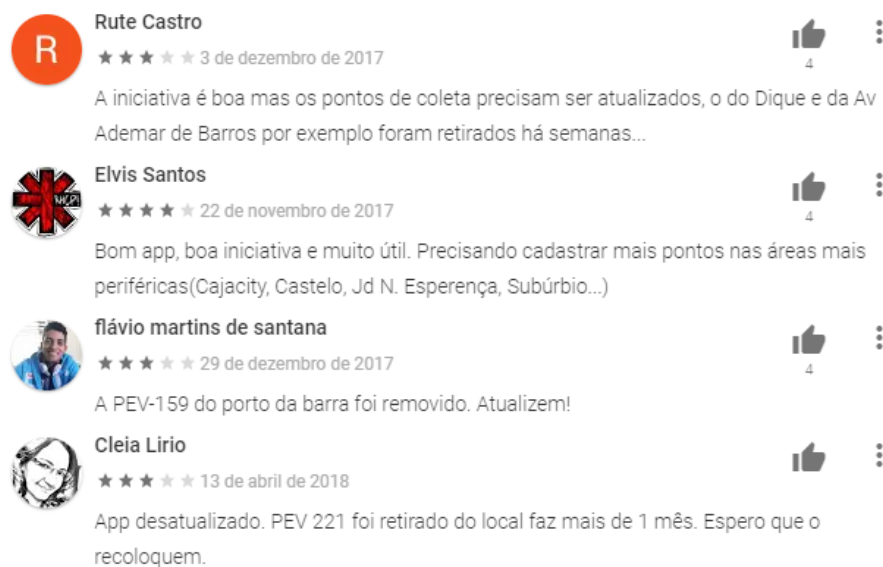 R
Rute Castro
★ ★ ★ ★ ★ 3 de dezembro de 2017
4
A iniciativa é boa mas os pontos de coleta precisam ser atualizados, o do Dique e da Av
Ademar de Barros por exemplo foram retirados há semanas...
Elvis Santos
★ ★ ★ ★ ★ 22 de novembro de 2017
4
Bom app, boa iniciativa e muito útil. Precisando cadastrar mais pontos nas áreas mais
periféricas(Cajacity, Castelo, Jd N. Esperença, Subúrbio...)
flávio martins de santana
★ ★ ★ ★ ★ 29 de dezembro de 2017
4
A PEV-159 do porto da barra foi removido. Atualizem!
Cleia Lirio
★ ★ ★ ★ ★ 13 de abril de 2018
App desatualizado. PEV 221 foi retirado do local faz mais de 1 mês. Espero que o
recoloquem.